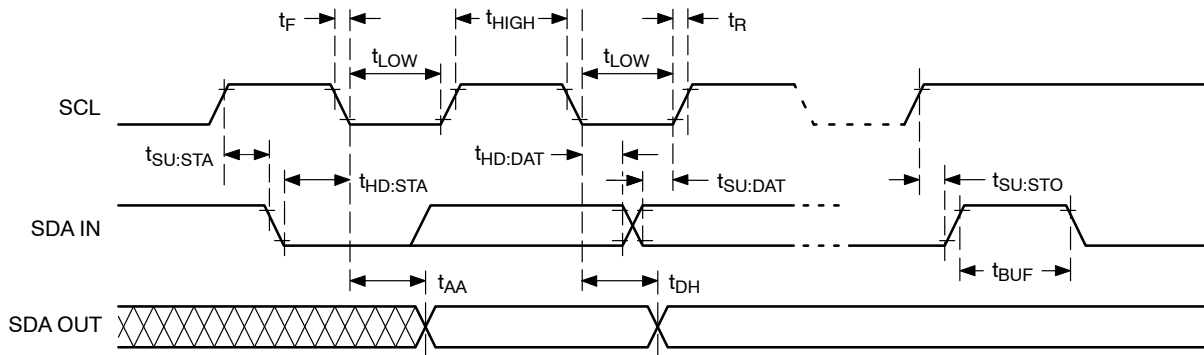 tF
tHIGH
tR
tLOW
tLOW
SCL
tSU:STA
tHD:STA
tHD:DAT
tSU:DAT
tSU:STO
SDA IN
tAA
tDH
tBUF
SDA OUT